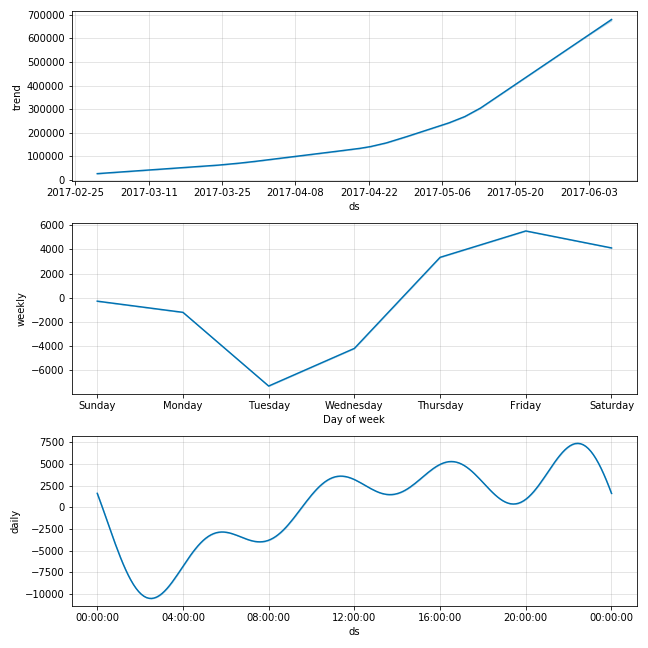 700000
600000
500000
400000
300000
200000
100000
0
trend
2017-02-25 2017-03-11 2017-03-25 2017-04-08 2017-04-22 2017-05-06 2017-05-20 2017-06-03
ds
6000
4000
2000
0
−2000
−4000
−6000
weekly
Sunday Monday Tuesday Wednesday Thursday Friday Saturday
Day of week
7500
5000
2500
0
−2500
−5000
−7500
−10000
daily
00:00:00 04:00:00 08:00:00 12:00:00 16:00:00 20:00:00 00:00:00
ds